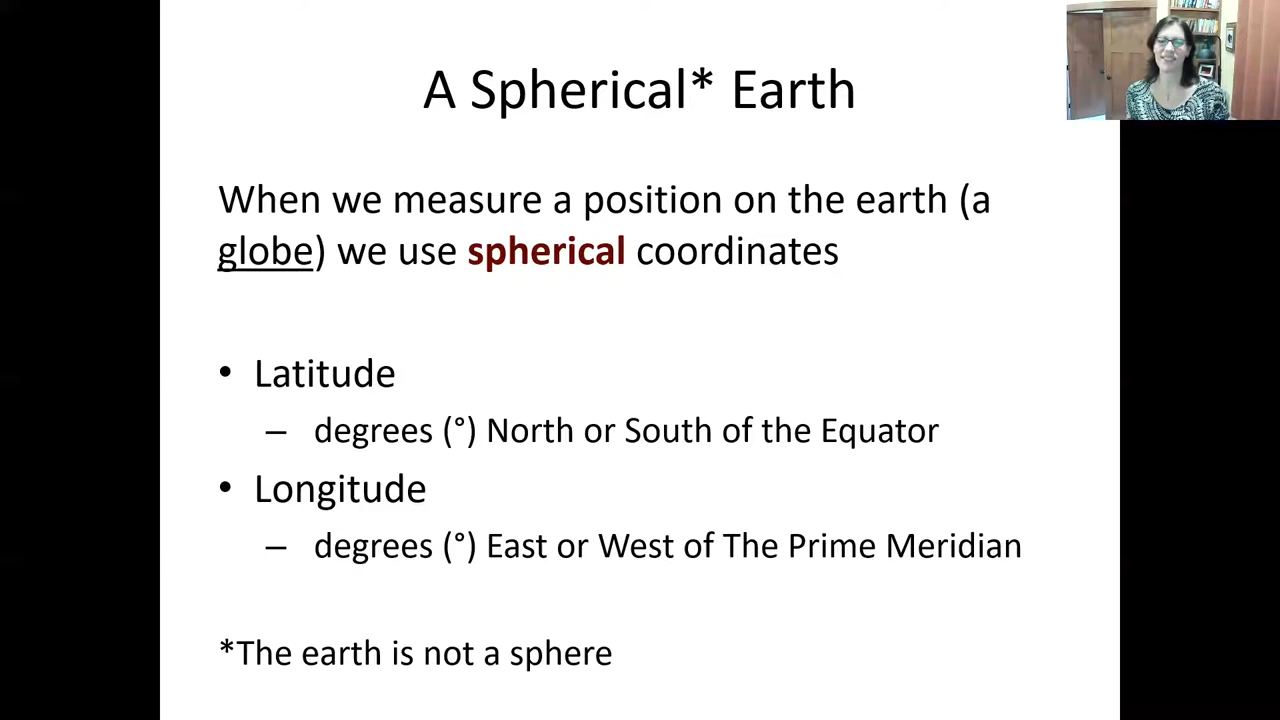 A Spherical* Earth
When we measure a position on the earth (a
globe) we use spherical coordinates
• Latitude
– degrees (°) North or South of the Equator
• Longitude
– degrees (°) East or West of The Prime Meridian
*The earth is not a sphere